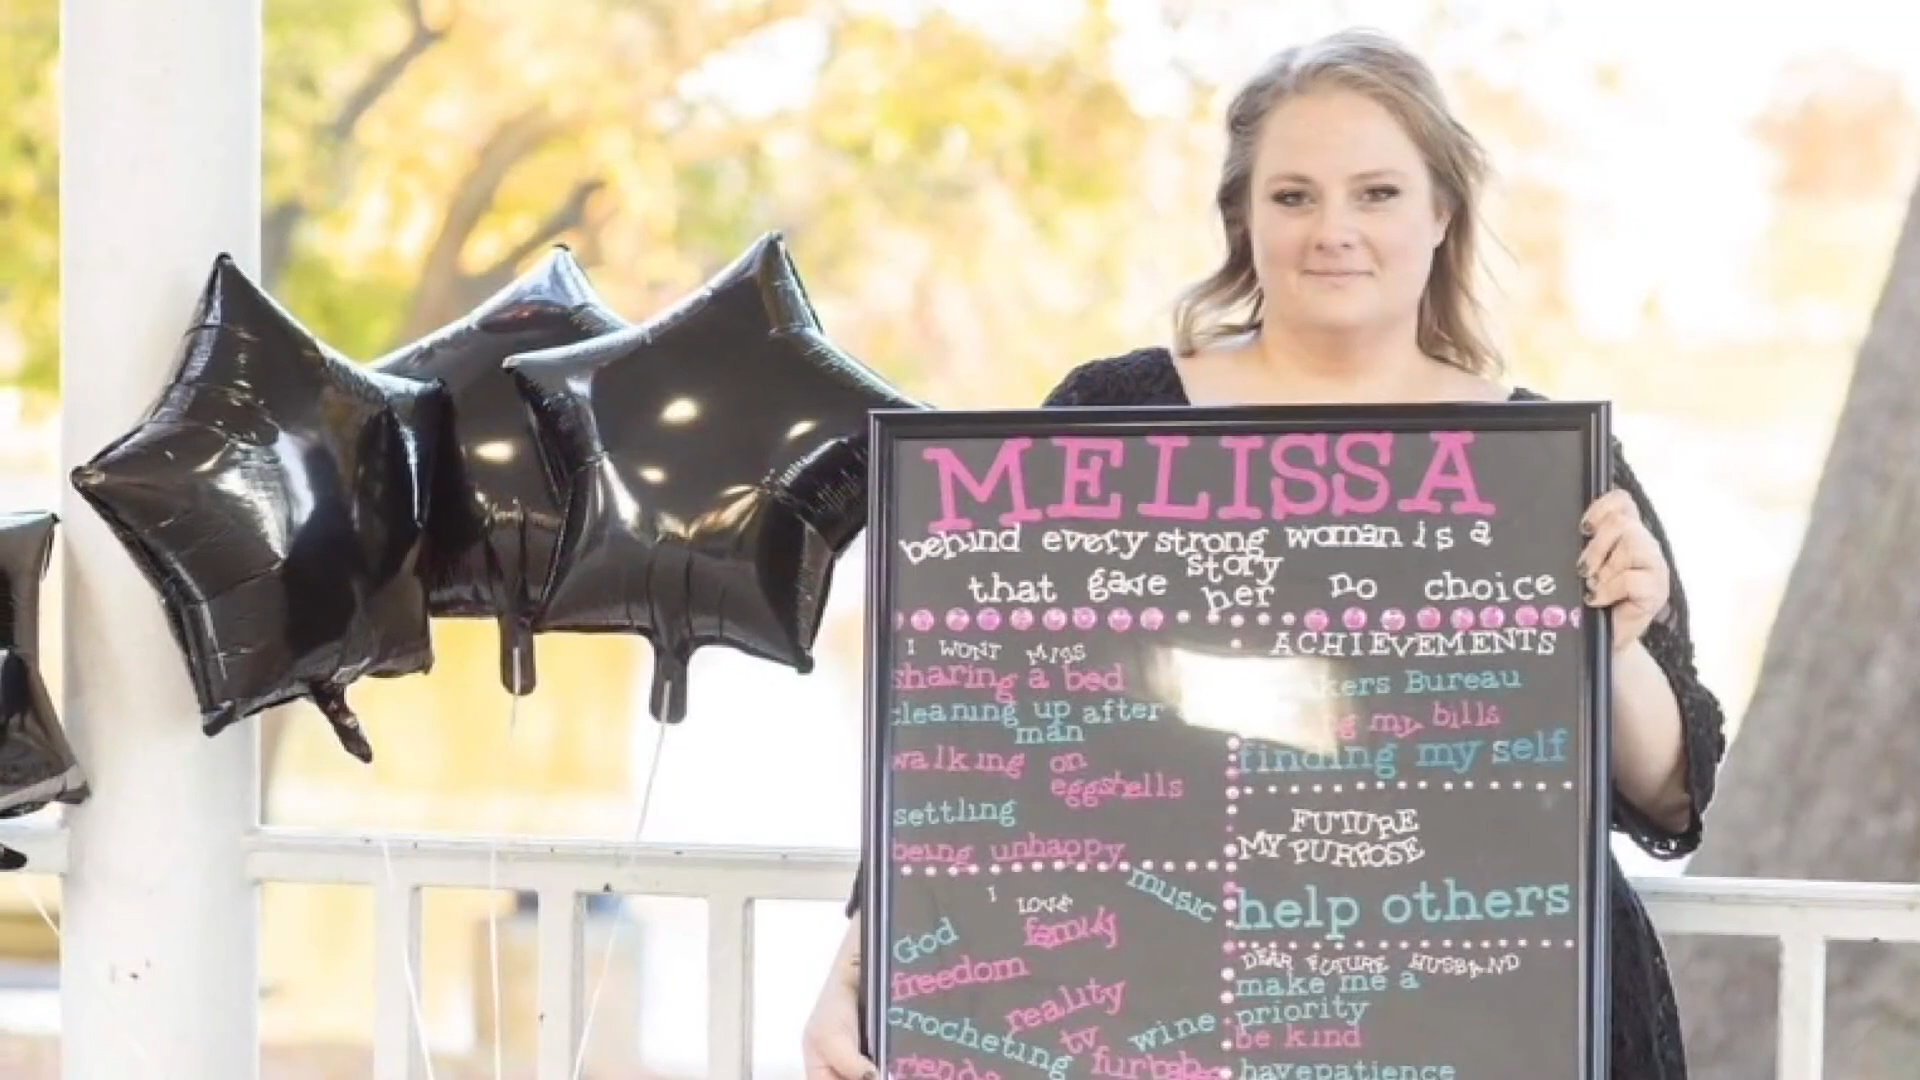 MELISSA
behind every strong woman is a
story
that gave her no choice
I WONT MISS
sharing a bed
cleaning up after
man
walking on
eggshells
settling
being unhappy
I LOVE
music
God
family
freedom
reality
crocheting
tv
wine
ACHIEVEMENTS
Bureau
my bills
finding my self
FUTURE
MY PURPOSE
help others
DEAR FUTURE HUSBAND
make me a
priority
be kind
havepatience